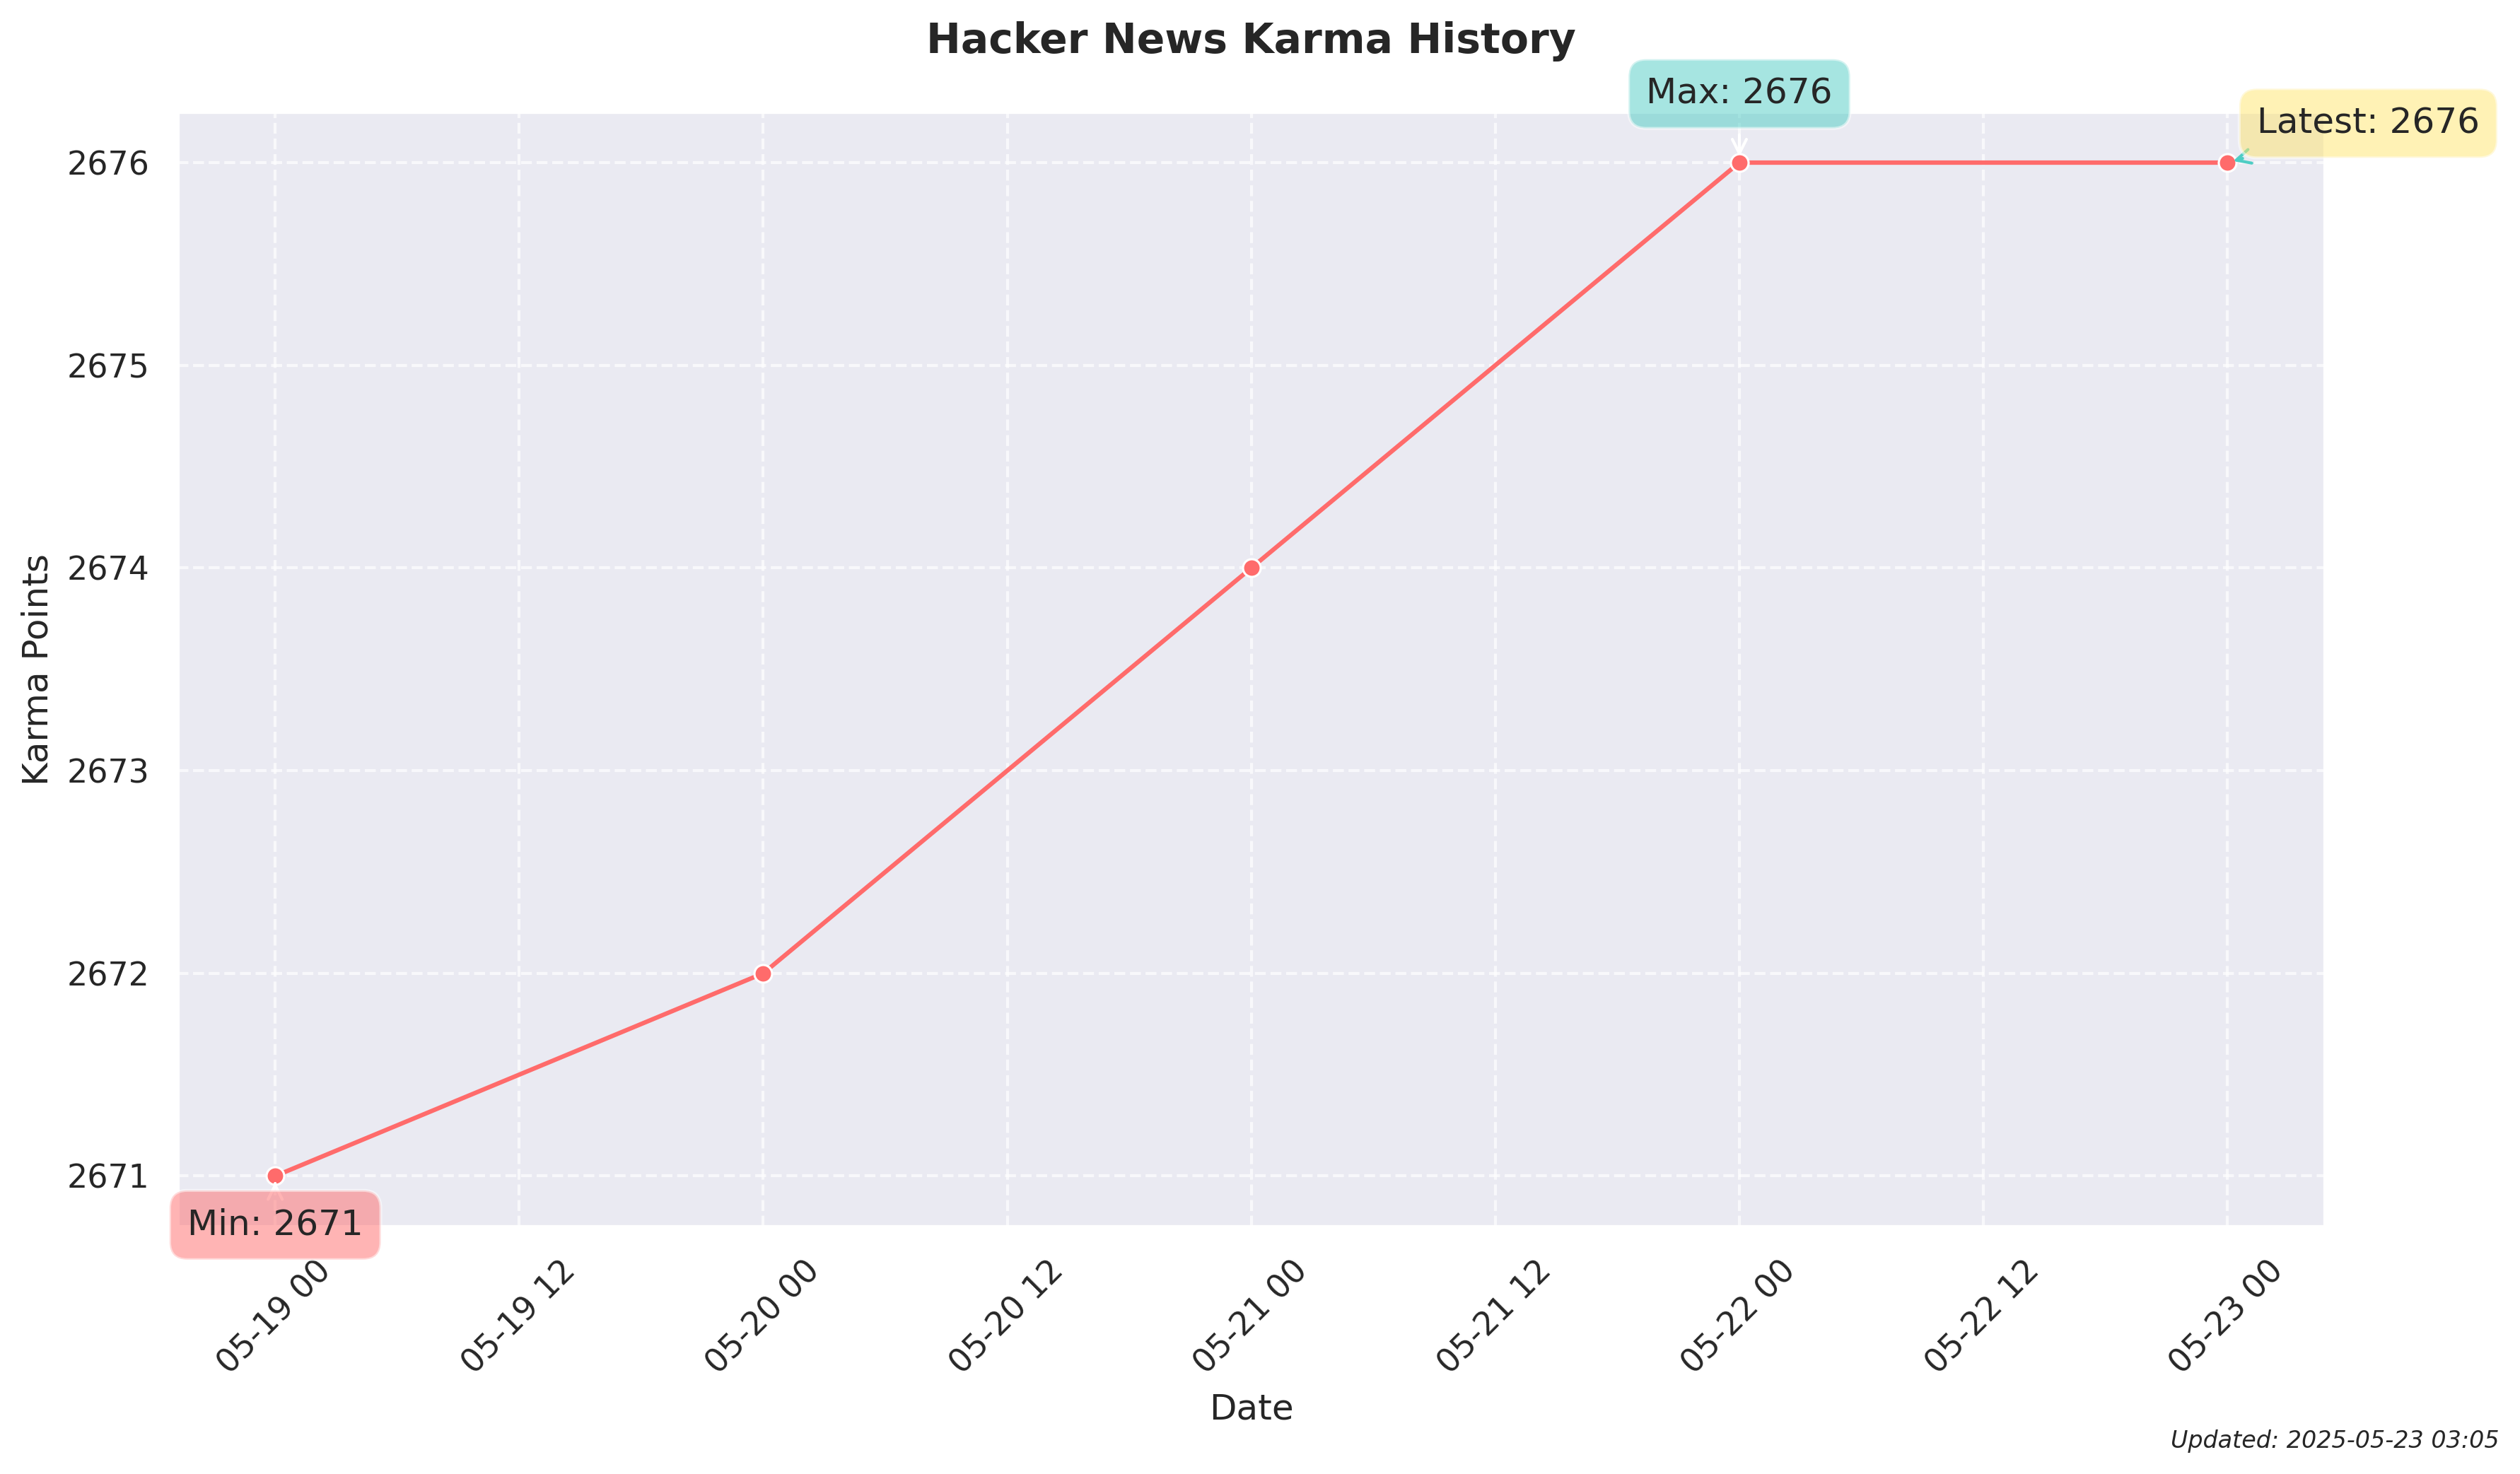 Hacker News Karma History
Max: 2676
Latest: 2676
2676
2675
2674
2673
2672
2671
Karma Points
Min: 2671
05-19 00
05-19 12
05-20 00
05-20 12
05-21 00
05-21 12
05-22 00
05-22 12
05-23 00
Date
Updated: 2025-05-23 03:05